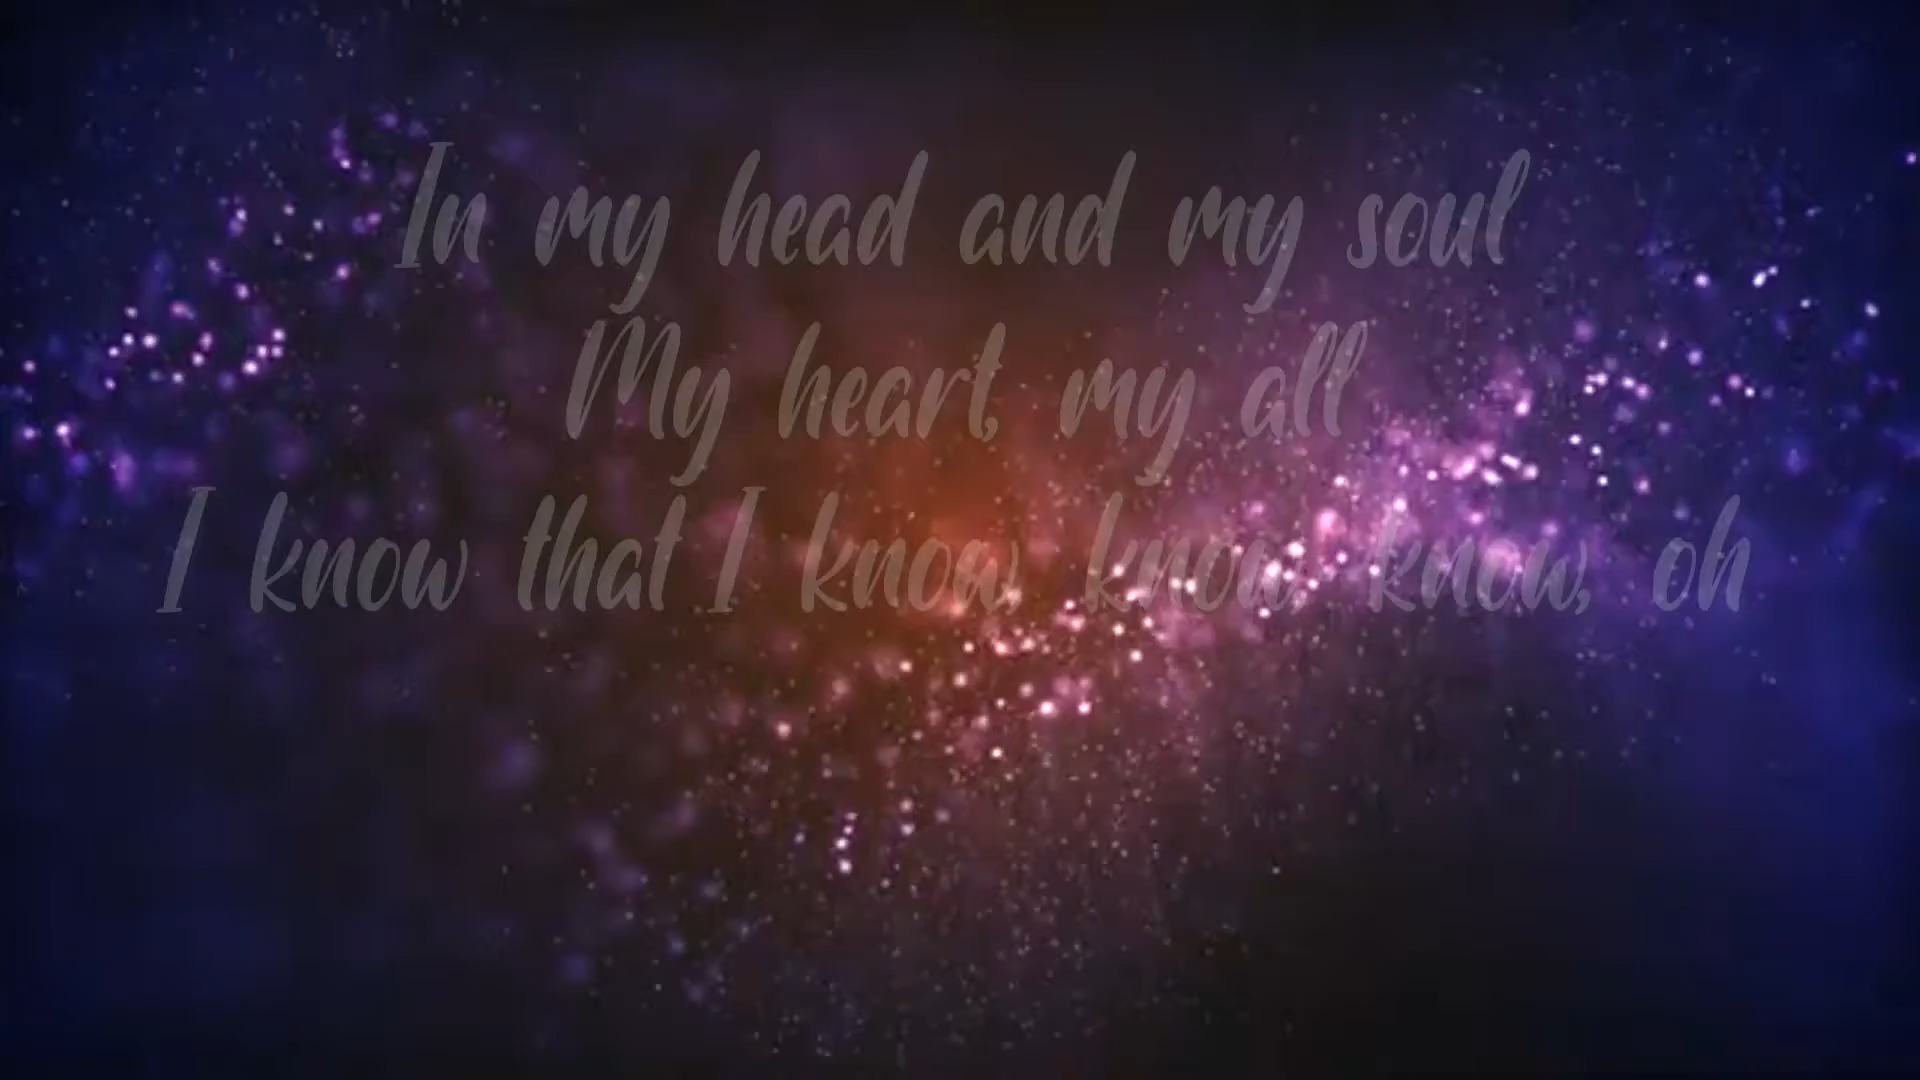 In my head and my soul
My heart, my all
I know that I know, know, know, oh